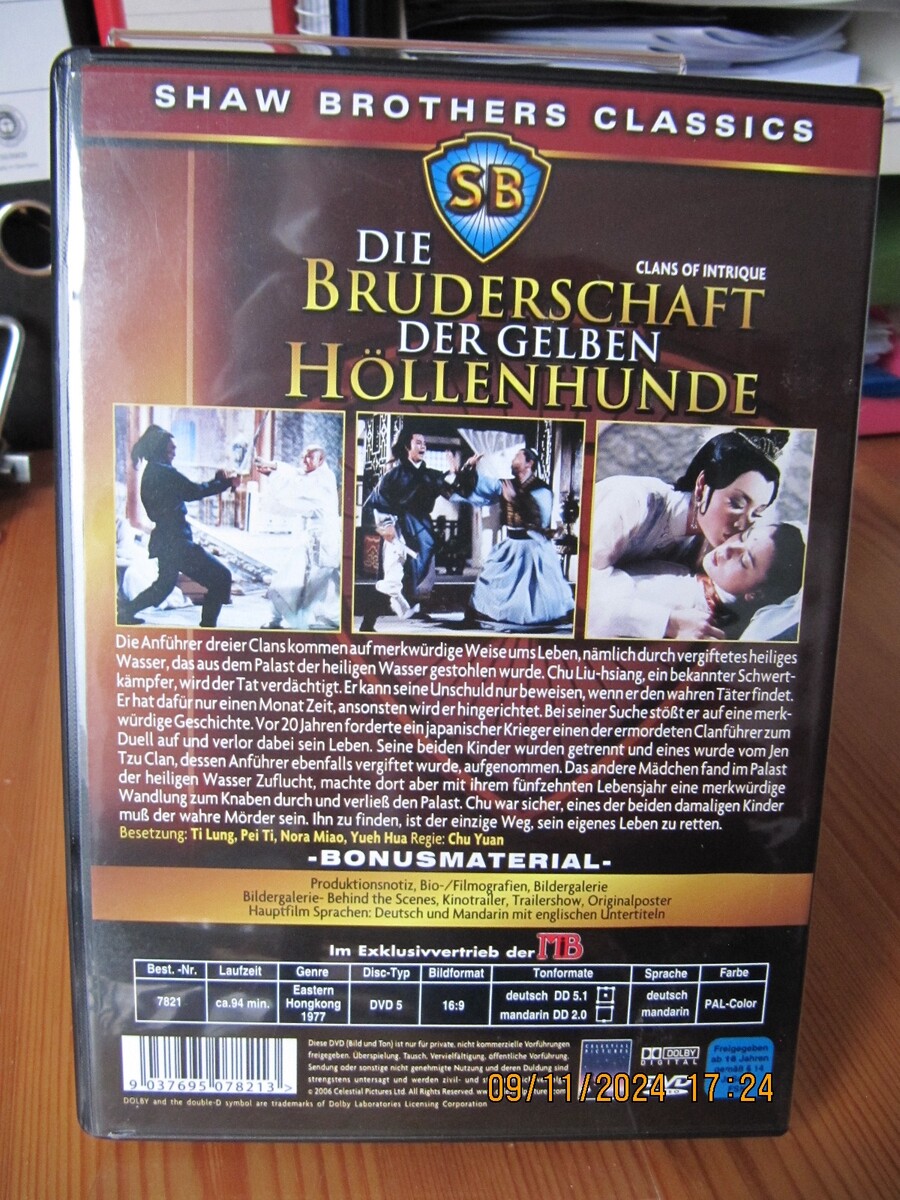 SHAW BROTHERS CLASSICS
SB
DIE
CLANS OF INTRIGUE
BRUDERSCHAFT
DER GELBEN
HÖLLENHUNDE
Die Anführer dreier Clans kommen auf merkwürdige Weise ums Leben, nämlich durch vergiftetes heiliges
Wasser, das aus dem Palast der heiligen Wasser gestohlen wurde. Chu Liu-hsiang, ein bekannter Schwert-
kämpfer, wird der Tat verdächtigt. Er kann seine Unschuld nur beweisen, wenn er den wahren Täter findet.
Er hat dafür nur einen Monat Zeit, ansonsten wird er hingerichtet. Bei seiner Suche stößt er auf eine merk-
würdige Geschichte. Vor 20 Jahren forderte ein japanischer Krieger einen der ermordeten Clanführer zum
Duell auf und verlor dabei sein Leben. Seine beiden Kinder wurden getrennt und eines wurde vom Jen
Tzu Clan, dessen Anführer ebenfalls vergiftet wurde, aufgenommen. Das andere Mädchen fand im Palast
der heiligen Wasser Zuflucht, machte dort aber mit ihrem fünfzehnten Lebensjahr eine merkwürdige
Wandlung zum Knaben durch und verließ den Palast. Chu war sicher, eines der beiden damaligen Kinder
muß der wahre Mörder sein. Ihn zu finden, ist der einzige Weg, sein eigenes Leben zu retten.
Besetzung: Ti Lung, Pei Ti, Nora Miao, Yueh Hua Regie: Chu Yuan
-BONUSMATERIAL-
Produktionsnotiz, Bio-/Filmografien, Bildergalerie
Bildergalerie- Behind the Scenes, Kinotrailer, Trailershow, Originalposter
Hauptfilm Sprachen: Deutsch und Mandarin mit englischen Untertiteln
Im Exklusivvertrieb der MB
Best. -Nr. Laufzeit Genre Disc-Typ Bildformat Tonformate Sprache Farbe
7821 ca.94 min. Eastern Hongkong 1977 DVD 5 16:9 deutsch DD 5.1 mandarin DD 2.0 deutsch mandarin PAL-Color
Diese DVD (Bild und Ton) ist nur für private, nicht kommerzielle Vorführungen
freigegeben. Überspielung, Tausch, Vervielfältigung, öffentliche Vorführung,
Sendung oder sonstige nicht genehmigte Nutzung und deren Duldung sind
strengstens untersagt und werden zivil- und
© 2006 Celestial Pictures Ltd. All Rights Reserved.
CELESTIAL PICTURES
DOLBY DIGITAL
DVD
Freigegeben
ab 16 Jahren
gemäß § 14
9 037695 078213 >
DOLBY and the double-D symbol are trademarks of Dolby Laboratories Licensing Corporation
09/11/2024 17:24